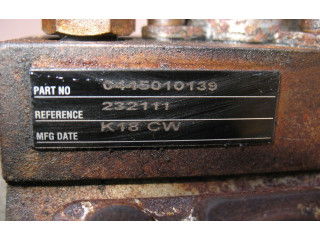 PART NO 0445010139
REFERENCE 232111
MFG DATE K18 CW